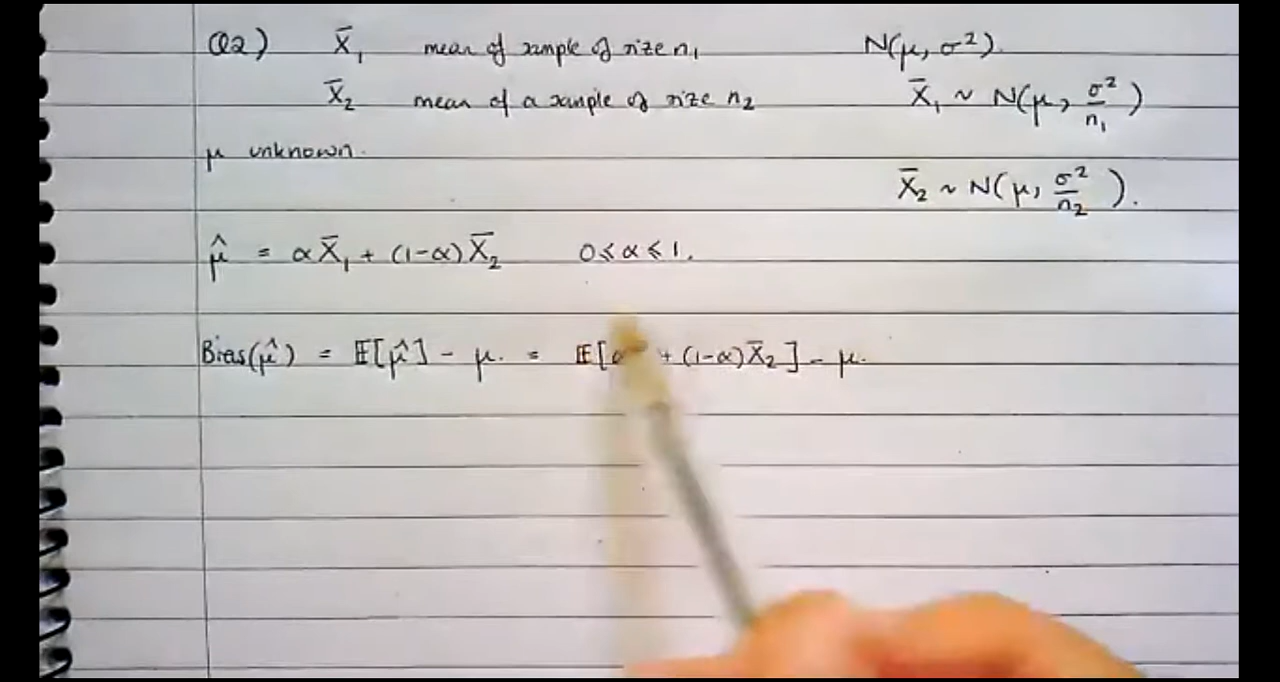 Q2) X̄₁ mean of sample of size n₁ N(μ, σ²).
X̄₂ mean of a sample of size n₂ X̄₁ ~ N(μ, σ²/n₁)
μ unknown.
X̄₂ ~ N(μ, σ²/n₂).
μ̂ = αX̄₁ + (1-α)X̄₂ 0≤α≤1.
Bias(μ̂) = 𝔼[μ̂] - μ. = 𝔼[α + (1-α)X̄₂] - μ.